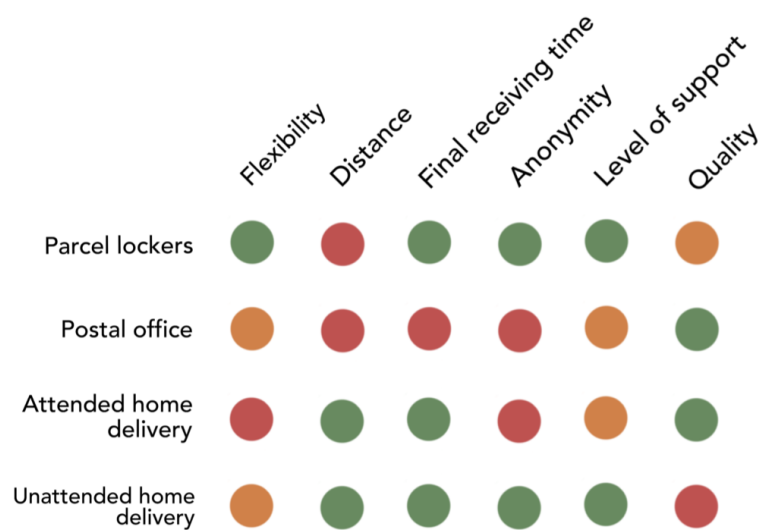 Flexibility
Distance
Final receiving time
Anonymity
Level of support
Quality
Parcel lockers
Postal office
Attended home
delivery
Unattended home
delivery